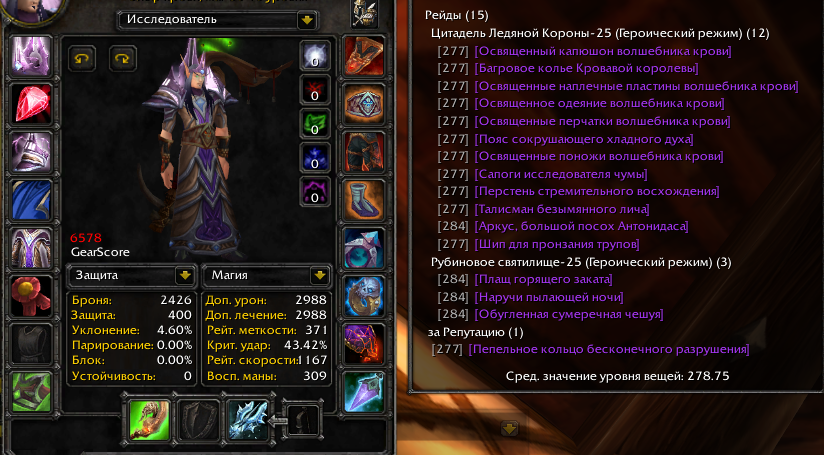 Исследователь
0
0
0
0
0
6578
GearScore
Защита
Магия
Броня: 2426
Защита: 400
Уклонение: 4.60%
Парирование: 0.00%
Блок: 0.00%
Устойчивость: 0
Доп. урон: 2988
Доп. лечение: 2988
Рейт. меткости: 371
Крит. удар: 43.42%
Рейт. скорости: 1167
Восп. маны: 309
Рейды (15)
Цитадель Ледяной Короны-25 (Героический режим) (12)
[277] [Освященный капюшон волшебника крови]
[277] [Багровое колье Кровавой королевы]
[277] [Освященные наплечные пластины волшебника крови]
[277] [Освященное одеяние волшебника крови]
[277] [Освященные перчатки волшебника крови]
[277] [Пояс сокрушающего хладного духа]
[277] [Освященные поножи волшебника крови]
[277] [Сапоги исследователя чумы]
[277] [Перстень стремительного восхождения]
[277] [Талисман безымянного лича]
[284] [Аркус, большой посох Антонидаса]
[277] [Шип для пронзания трупов]
Рубиновое святилище-25 (Героический режим) (3)
[284] [Плащ горящего заката]
[284] [Наручи пылающей ночи]
[284] [Обугленная сумеречная чешуя]
за Репутацию (1)
[277] [Пепельное кольцо бесконечного разрушения]
Сред. значение уровня вещей: 278.75